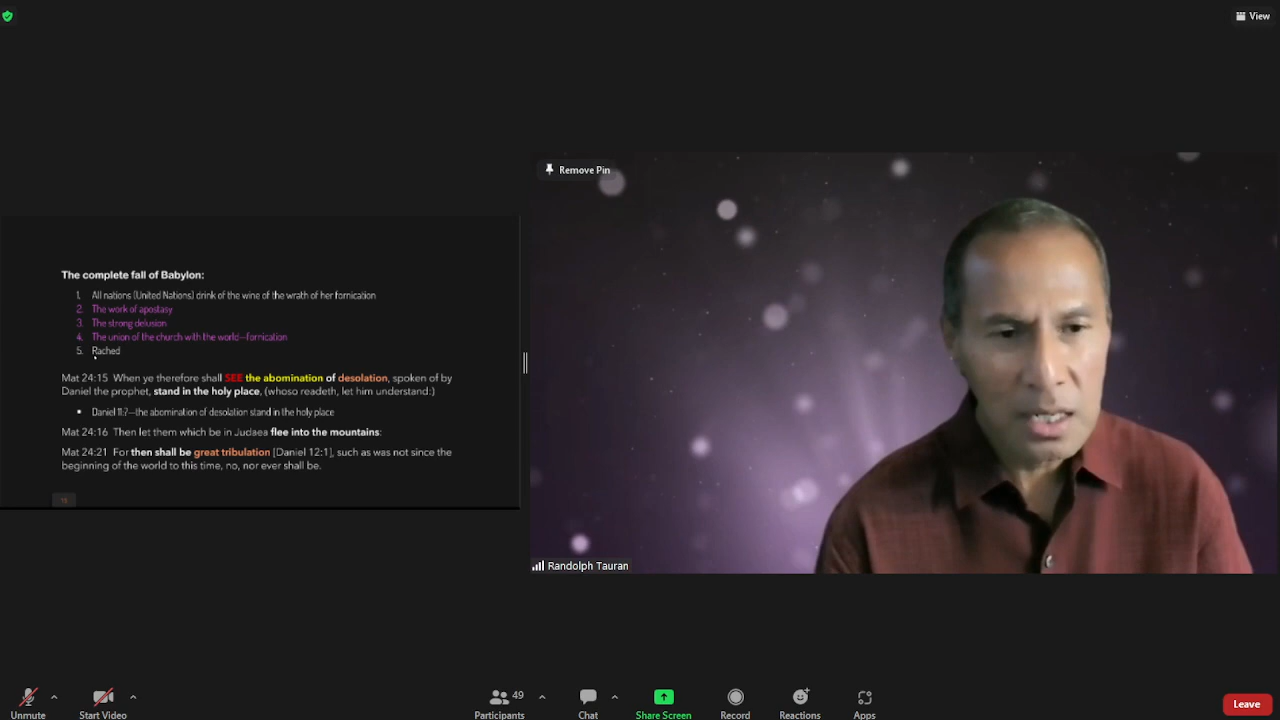 View
Remove Pin
The complete fall of Babylon:
1. All nations (United Nations) drink of the wine of the wrath of her fornication
2. The work of apostasy
3. The strong delusion
4. The union of the church with the world—fornication
5. Rached
Mat 24:15 When ye therefore shall SEE the abomination of desolation, spoken of by
Daniel the prophet, stand in the holy place, (whoso readeth, let him understand:)
▪ Daniel 11:?—the abomination of desolation stand in the holy place
Mat 24:16 Then let them which be in Judaea flee into the mountains:
Mat 24:21 For then shall be great tribulation [Daniel 12:1], such as was not since the
beginning of the world to this time, no, nor ever shall be.
Randolph Tauran
Unmute
Start Video
49
Participants
Chat
Share Screen
Record
Reactions
Apps
Leave